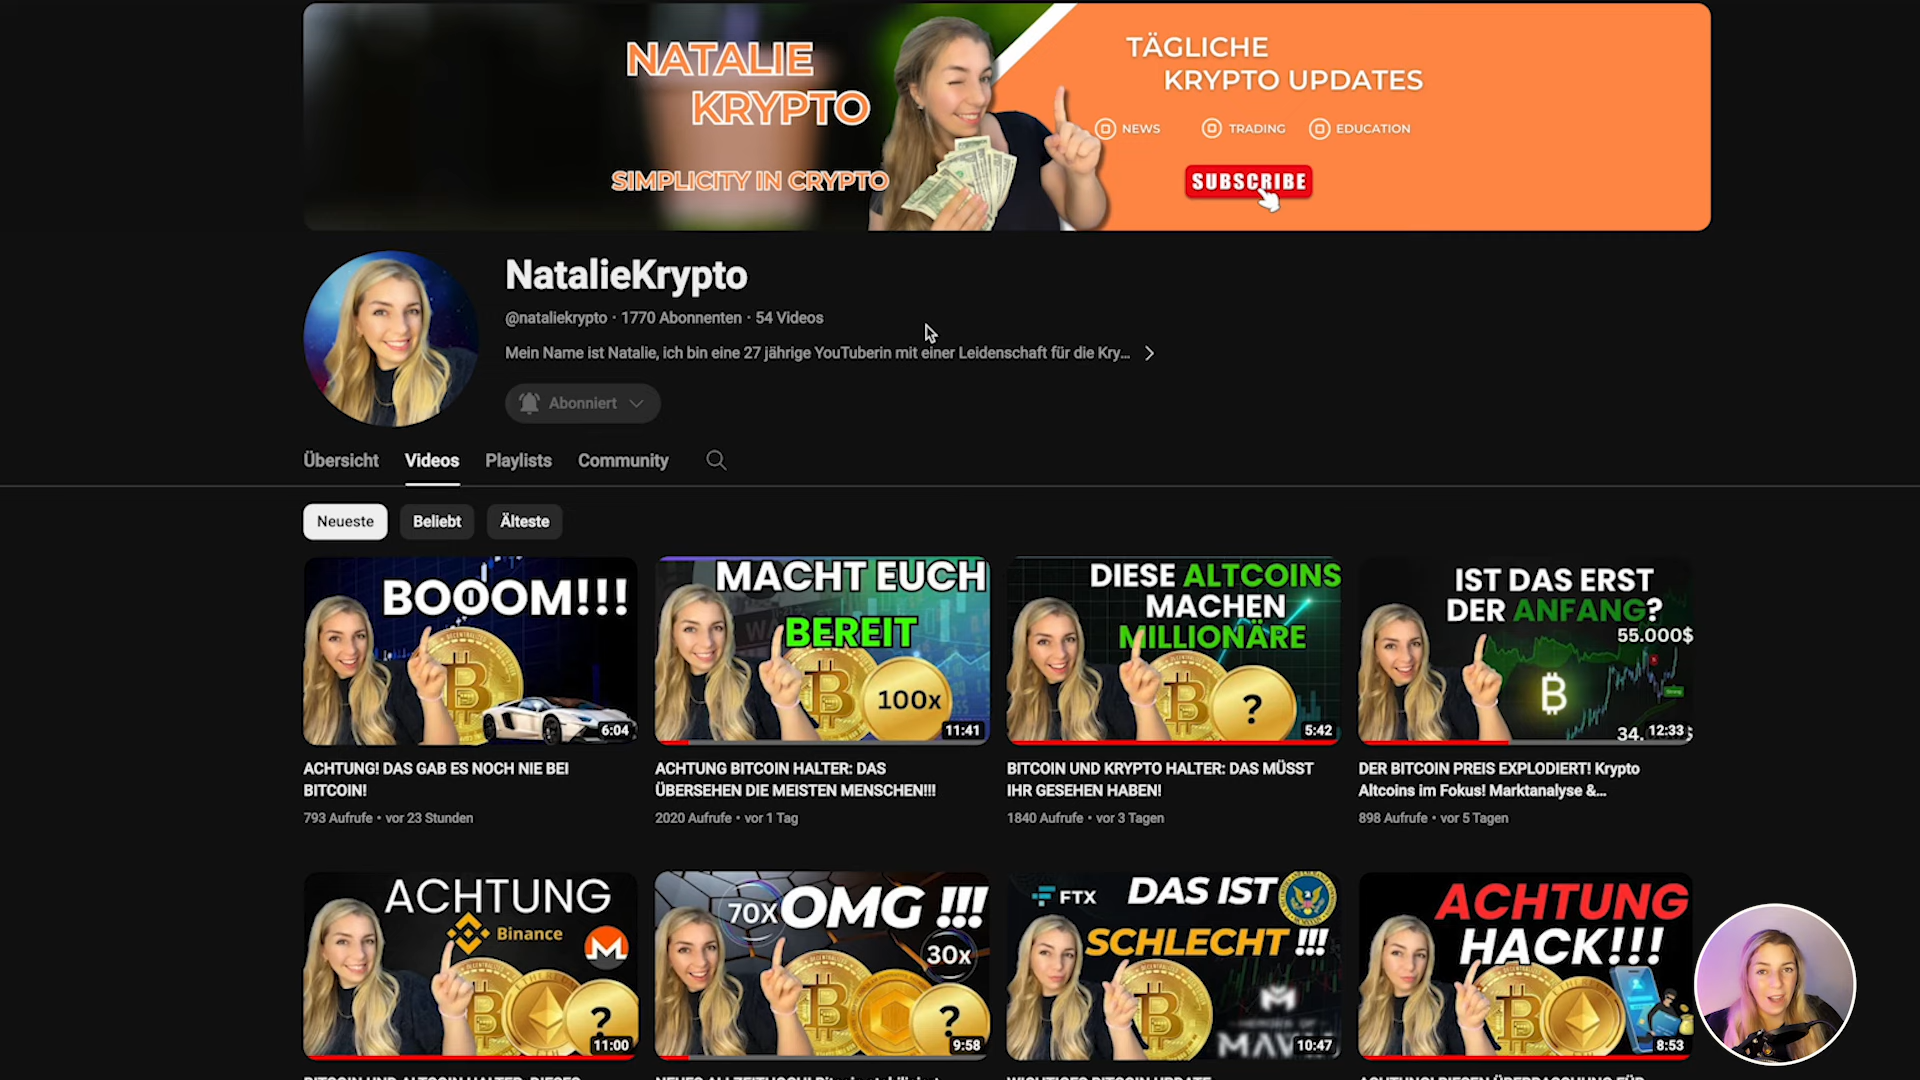 NATALIE
KRYPTO
SIMPLICITY IN CRYPTO
TÄGLICHE
KRYPTO UPDATES
NEWS
TRADING
EDUCATION
SUBSCRIBE
NatalieKrypto
@nataliekrypto · 1770 Abonnenten · 54 Videos
Mein Name ist Natalie, ich bin eine 27 jährige YouTuberin mit einer Leidenschaft für die Kry...
Abonniert
Übersicht Videos Playlists Community
Neueste Beliebt Älteste
BOOOM!!!
6:04
MACHT EUCH
BEREIT
100x
11:41
DIESE ALTCOINS
MACHEN
MILLIONÄRE
?
5:42
IST DAS ERST
DER ANFANG?
55.000$
34.
12:33
ACHTUNG! DAS GAB ES NOCH NIE BEI
BITCOIN!
793 Aufrufe • vor 23 Stunden
ACHTUNG BITCOIN HALTER: DAS
ÜBERSEHEN DIE MEISTEN MENSCHEN!!!
2020 Aufrufe • vor 1 Tag
BITCOIN UND KRYPTO HALTER: DAS MÜSST
IHR GESEHEN HABEN!
1840 Aufrufe • vor 3 Tagen
DER BITCOIN PREIS EXPLODIERT! Krypto
Altcoins im Fokus! Marktanalyse &...
898 Aufrufe • vor 5 Tagen
ACHTUNG
Binance
?
11:00
70X OMG !!!
30x
?
9:58
FTX DAS IST
SCHLECHT !!!
10:47
ACHTUNG
HACK!!!
8:53